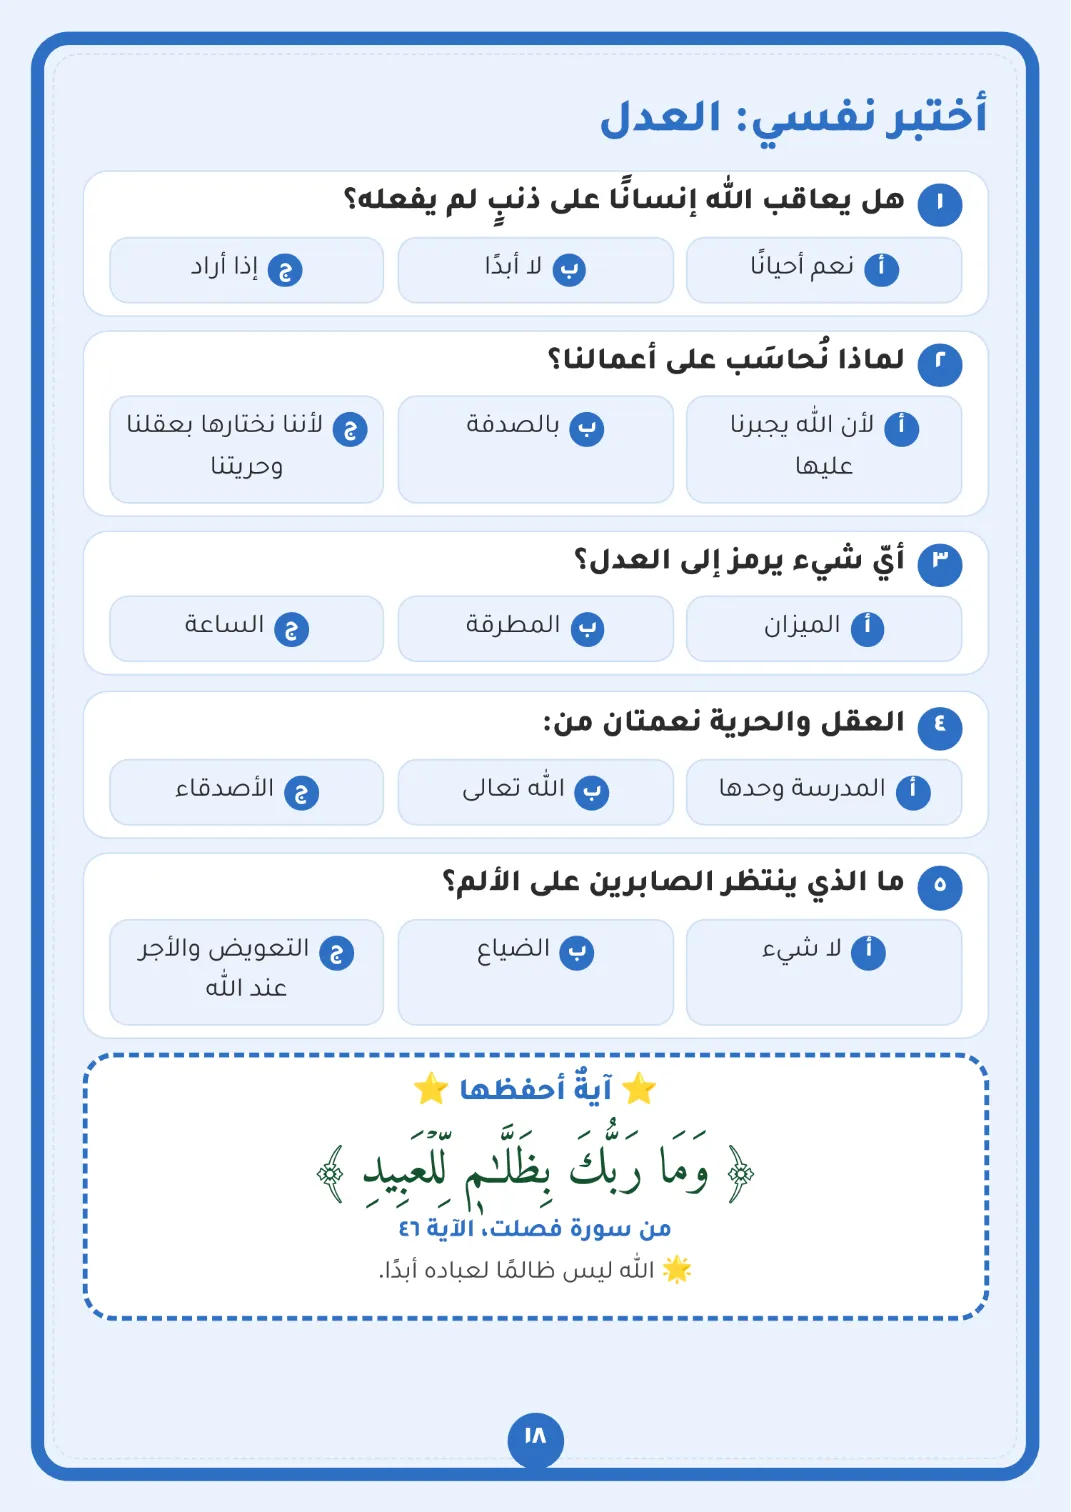 أختبر نفسي: العدل
١ هل يعاقب الله إنسانًا على ذنبٍ لم يفعله؟
أ نعم أحيانًا
ب لا أبدًا
ج إذا أراد
٢ لماذا نُحاسَب على أعمالنا؟
أ لأن الله يجبرنا
عليها
ب بالصدفة
ج لأننا نختارها بعقلنا
وحريتنا
٣ أيّ شيء يرمز إلى العدل؟
أ الميزان
ب المطرقة
ج الساعة
٤ العقل والحرية نعمتان من:
أ المدرسة وحدها
ب الله تعالى
ج الأصدقاء
٥ ما الذي ينتظر الصابرين على الألم؟
أ لا شيء
ب الضياع
ج التعويض والأجر
عند الله
⭐ آيةٌ أحفظها ⭐
﴿ وَمَا رَبُّكَ بِظَلَّـٰمٍۢ لِّلْعَبِيدِ ﴾
من سورة فصلت، الآية ٤٦
🌟 الله ليس ظالمًا لعباده أبدًا.
١٨